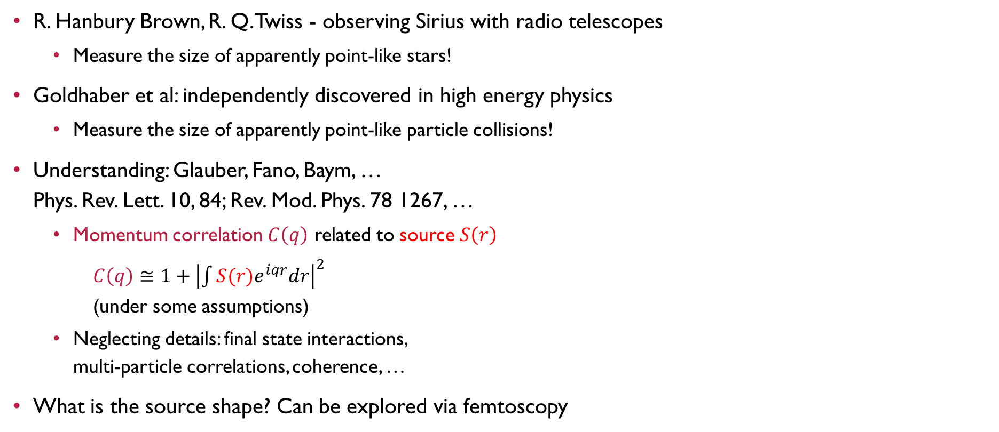 • R. Hanbury Brown, R. Q. Twiss - observing Sirius with radio telescopes
• Measure the size of apparently point-like stars!
• Goldhaber et al: independently discovered in high energy physics
• Measure the size of apparently point-like particle collisions!
• Understanding: Glauber, Fano, Baym, …
Phys. Rev. Lett. 10, 84; Rev. Mod. Phys. 78 1267, …
• Momentum correlation C(q) related to source S(r)
C(q) ≅ 1 + |∫ S(r)e^{iqr} dr|²
(under some assumptions)
• Neglecting details: final state interactions,
multi-particle correlations, coherence, …
• What is the source shape? Can be explored via femtoscopy